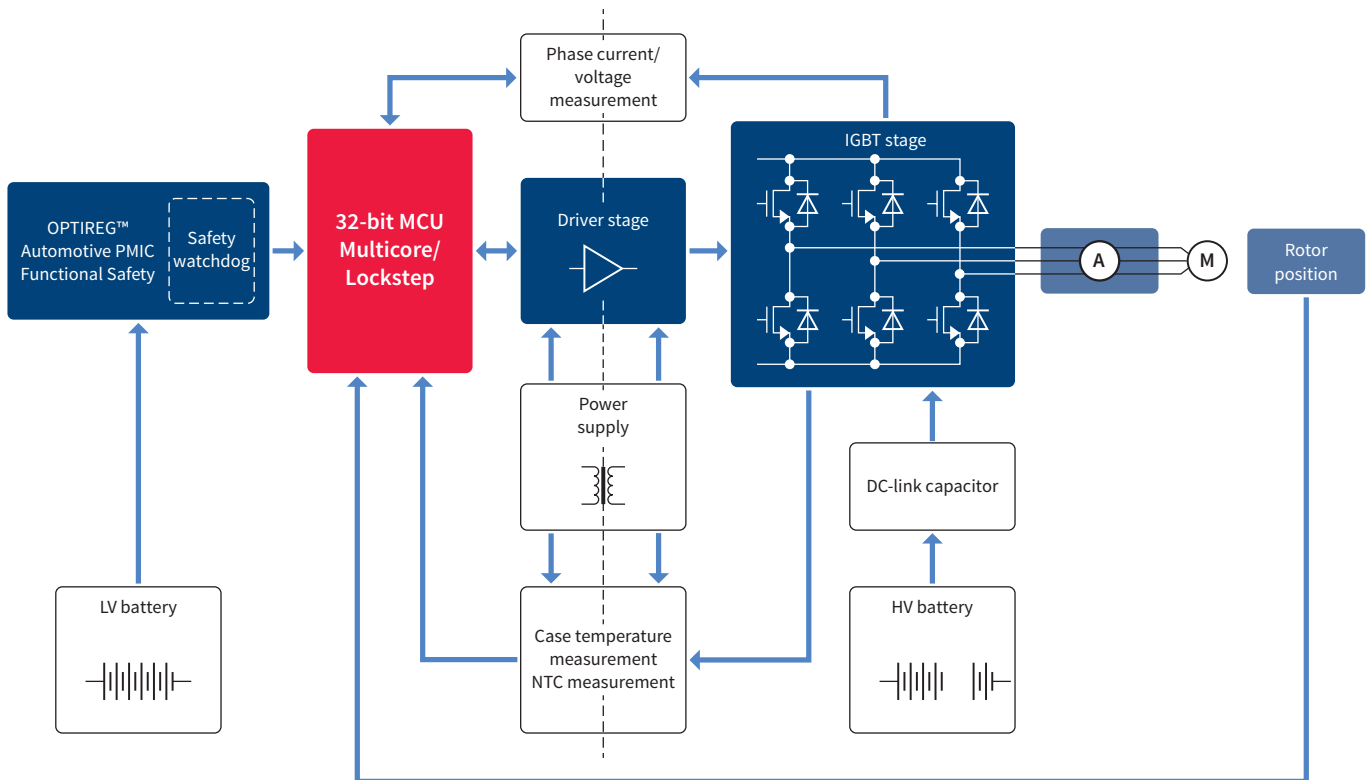 Phase current/
voltage
measurement
IGBT stage
OPTIREG™
Automotive PMIC
Functional Safety
Safety
watchdog
32-bit MCU
Multicore/
Lockstep
Driver stage
A
M
Rotor
position
Power
supply
DC-link capacitor
LV battery
Case temperature
measurement
NTC measurement
HV battery